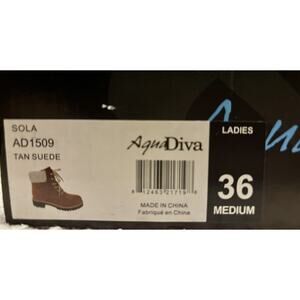 SOLA
AD1509
TAN SUEDE
AquaDiva
MADE IN CHINA
Fabriqué en Chine
LADIES
36
MEDIUM